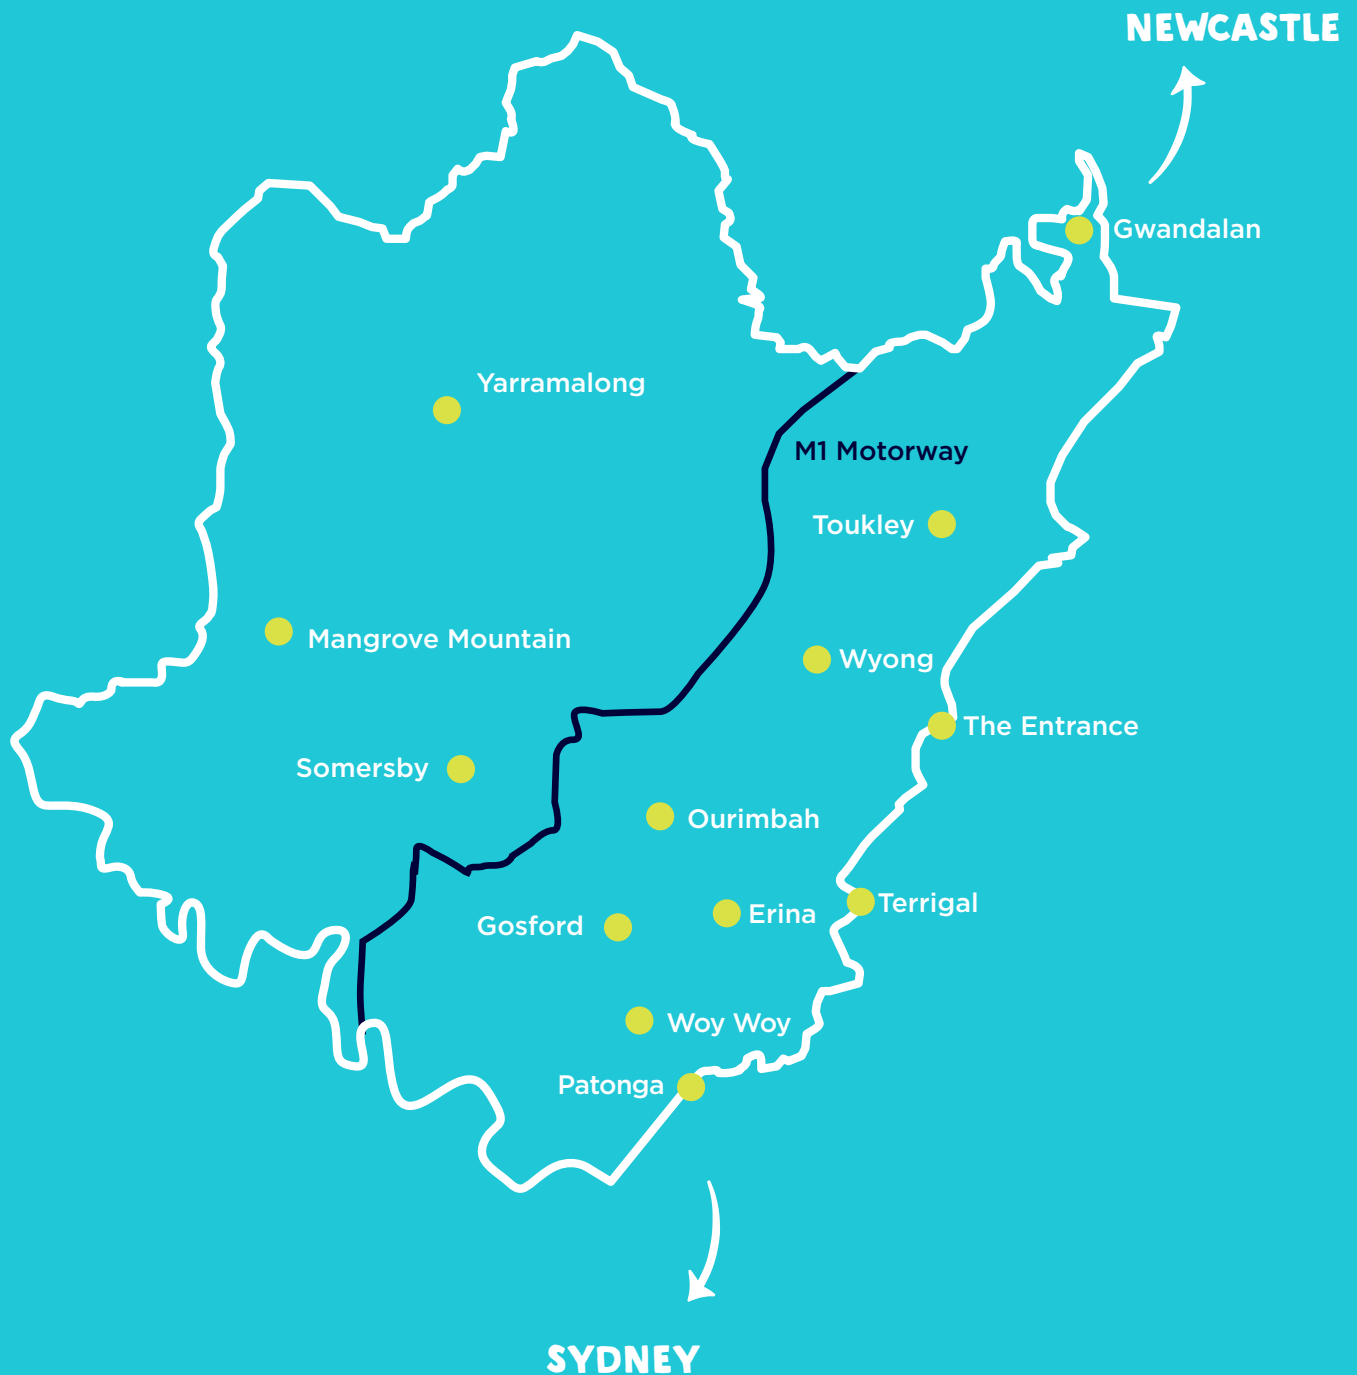 NEWCASTLE
Gwandalan
Yarramalong
M1 Motorway
Toukley
Mangrove Mountain
Wyong
The Entrance
Somersby
Ourimbah
Terrigal
Erina
Gosford
Woy Woy
Patonga
SYDNEY